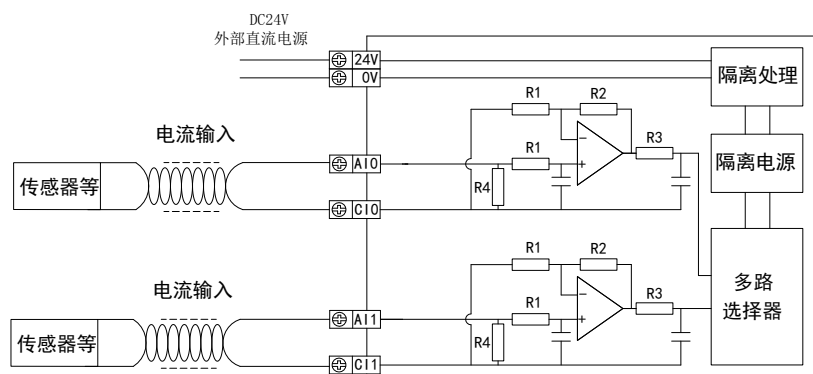 DC24V
外部直流电源
24V
0V
隔离处理
R1
R2
电流输入
R3
R1
隔离电源
AI0
传感器等
R4
CI0
R1
R2
电流输入
R3
多路
选择器
R1
AI1
传感器等
R4
CI1